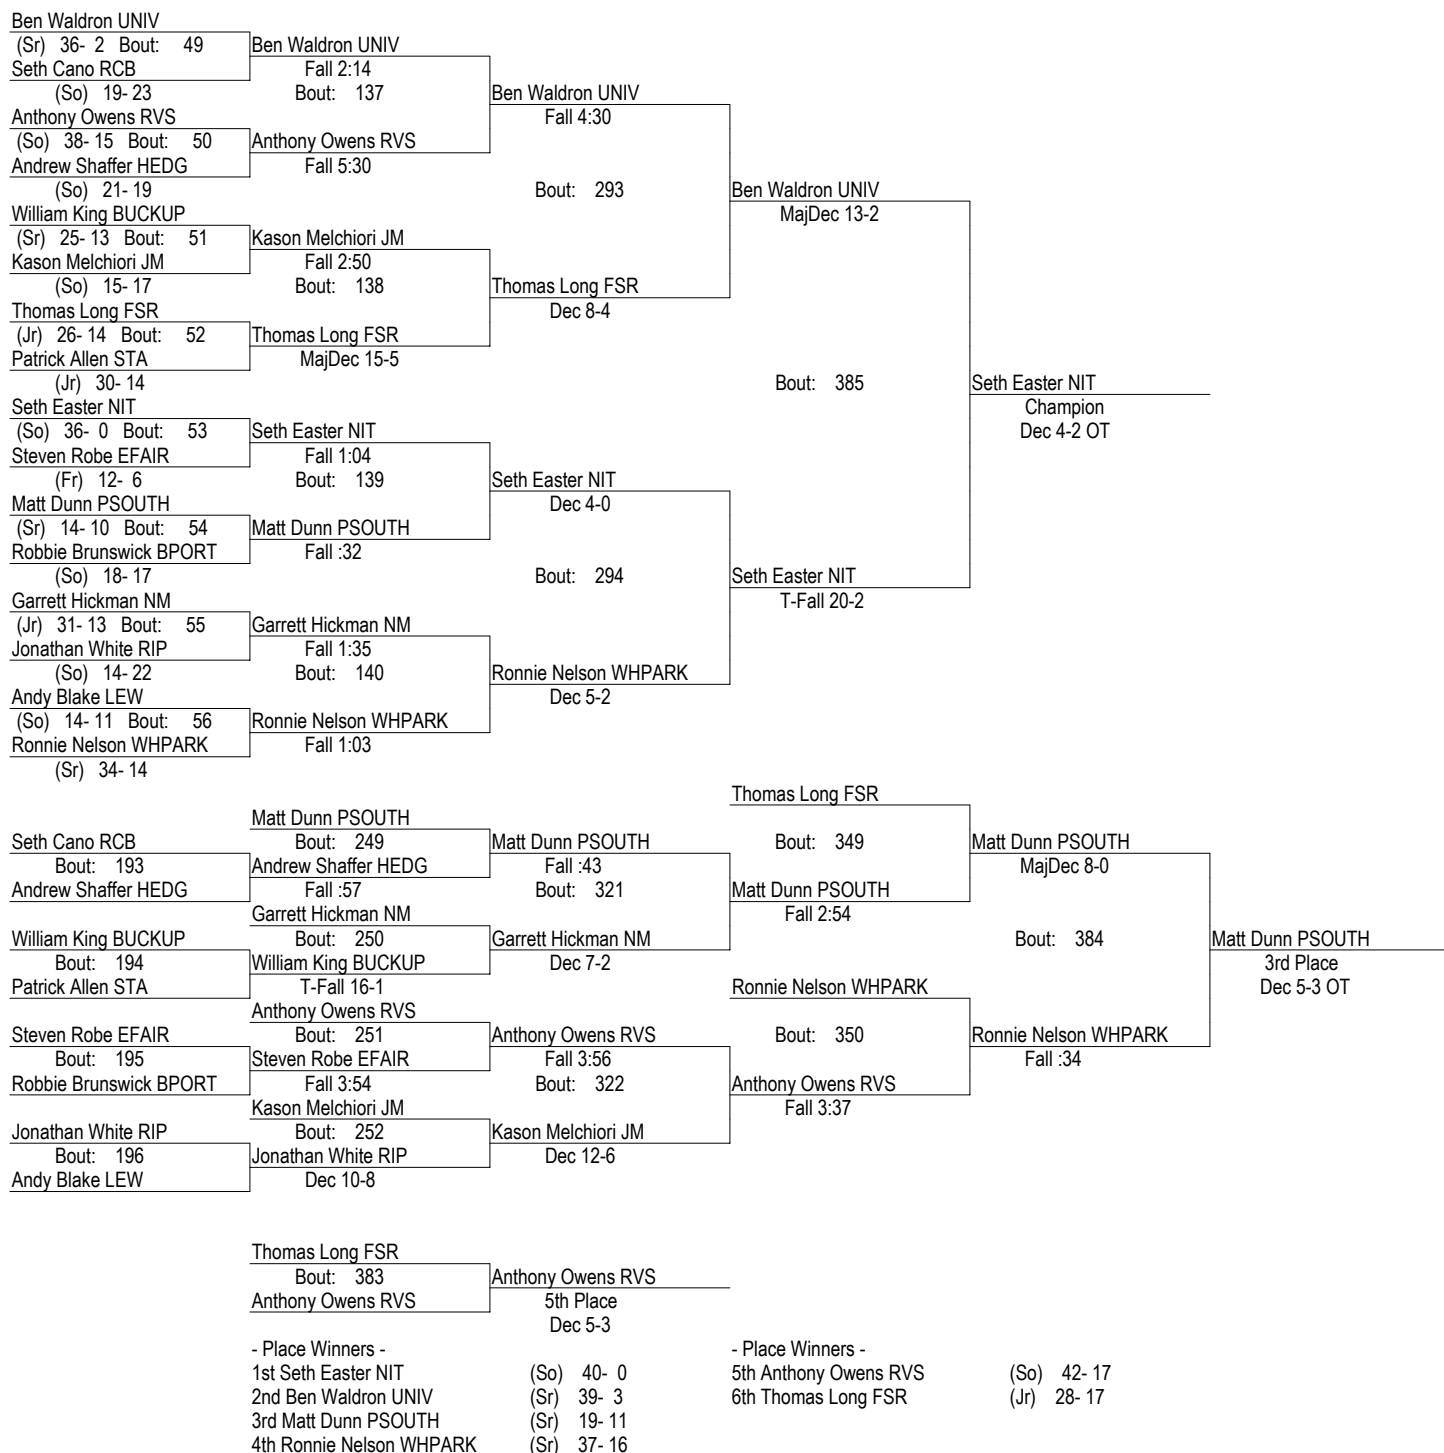 Ben Waldron UNIV
(Sr) 36- 2 Bout: 49 Ben Waldron UNIV
Seth Cano RCB Fall 2:14
(So) 19- 23 Bout: 137 Ben Waldron UNIV
Anthony Owens RVS Fall 4:30
(So) 38- 15 Bout: 50 Anthony Owens RVS
Andrew Shaffer HEDG Fall 5:30
(So) 21- 19 Bout: 293 Ben Waldron UNIV
William King BUCKUP MajDec 13-2
(Sr) 25- 13 Bout: 51 Kason Melchiori JM
Kason Melchiori JM Fall 2:50
(So) 15- 17 Bout: 138 Thomas Long FSR
Thomas Long FSR Dec 8-4
(Jr) 26- 14 Bout: 52 Thomas Long FSR
Patrick Allen STA MajDec 15-5
(Jr) 30- 14 Bout: 385 Seth Easter NIT
Seth Easter NIT Champion
(So) 36- 0 Bout: 53 Seth Easter NIT Dec 4-2 OT
Steven Robe EFAIR Fall 1:04
(Fr) 12- 6 Bout: 139 Seth Easter NIT
Matt Dunn PSOUTH Dec 4-0
(Sr) 14- 10 Bout: 54 Matt Dunn PSOUTH
Robbie Brunswick BPORT Fall :32
(So) 18- 17 Bout: 294 Seth Easter NIT
Garrett Hickman NM T-Fall 20-2
(Jr) 31- 13 Bout: 55 Garrett Hickman NM
Jonathan White RIP Fall 1:35
(So) 14- 22 Bout: 140 Ronnie Nelson WHPARK
Andy Blake LEW Dec 5-2
(So) 14- 11 Bout: 56 Ronnie Nelson WHPARK
Ronnie Nelson WHPARK Fall 1:03
(Sr) 34- 14
Thomas Long FSR
Matt Dunn PSOUTH
Seth Cano RCB Bout: 249 Matt Dunn PSOUTH Bout: 349 Matt Dunn PSOUTH
Bout: 193 Andrew Shaffer HEDG Fall :43 MajDec 8-0
Andrew Shaffer HEDG Fall :57 Bout: 321 Matt Dunn PSOUTH
Garrett Hickman NM Fall 2:54
William King BUCKUP Bout: 250 Garrett Hickman NM Bout: 384 Matt Dunn PSOUTH
Bout: 194 William King BUCKUP Dec 7-2 3rd Place
Patrick Allen STA T-Fall 16-1 Ronnie Nelson WHPARK Dec 5-3 OT
Anthony Owens RVS
Steven Robe EFAIR Bout: 251 Anthony Owens RVS Bout: 350 Ronnie Nelson WHPARK
Bout: 195 Steven Robe EFAIR Fall 3:56 Fall :34
Robbie Brunswick BPORT Fall 3:54 Bout: 322 Anthony Owens RVS
Kason Melchiori JM Fall 3:37
Jonathan White RIP Bout: 252 Kason Melchiori JM
Bout: 196 Jonathan White RIP Dec 12-6
Andy Blake LEW Dec 10-8
Thomas Long FSR
Bout: 383 Anthony Owens RVS
Anthony Owens RVS 5th Place
Dec 5-3
- Place Winners - - Place Winners -
1st Seth Easter NIT (So) 40- 0 5th Anthony Owens RVS (So) 42- 17
2nd Ben Waldron UNIV (Sr) 39- 3 6th Thomas Long FSR (Jr) 28- 17
3rd Matt Dunn PSOUTH (Sr) 19- 11
4th Ronnie Nelson WHPARK (Sr) 37- 16